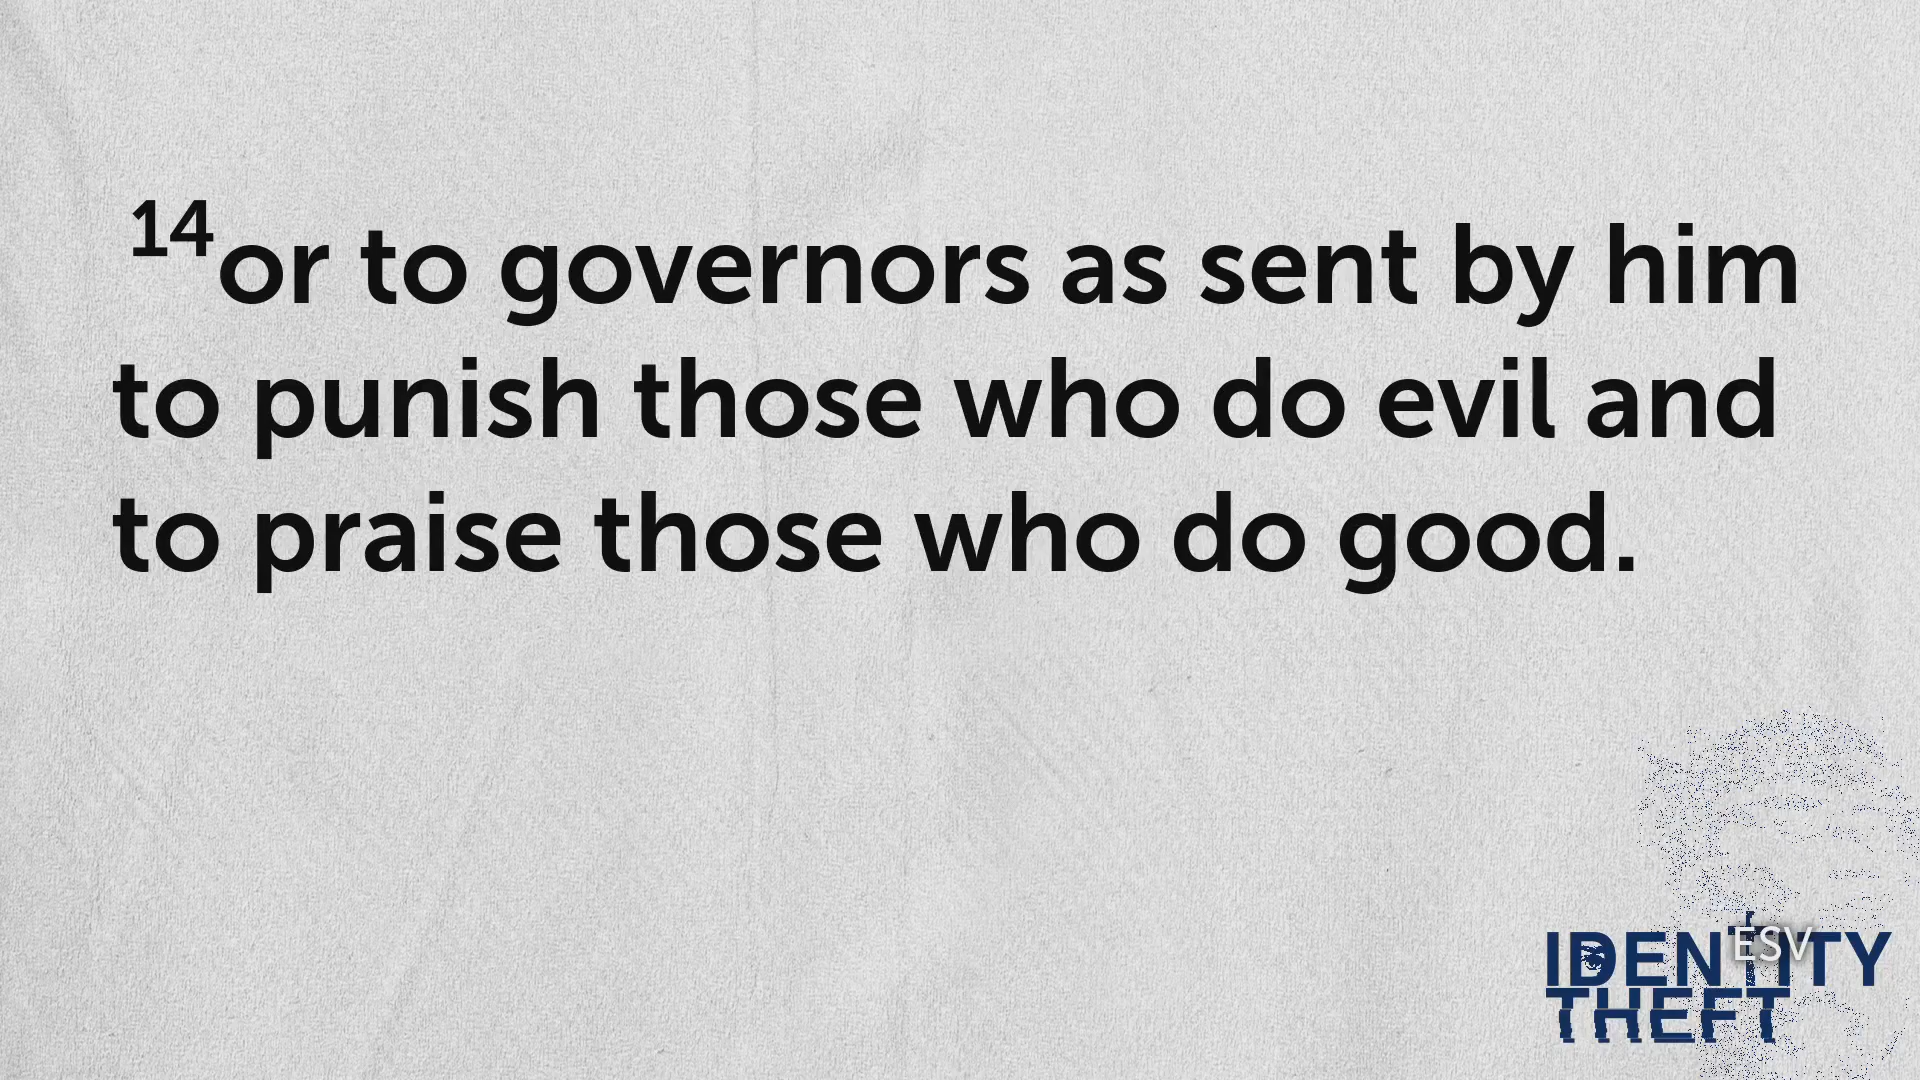 14or to governors as sent by him
to punish those who do evil and
to praise those who do good.
ESV
IDENTITY
THEFT